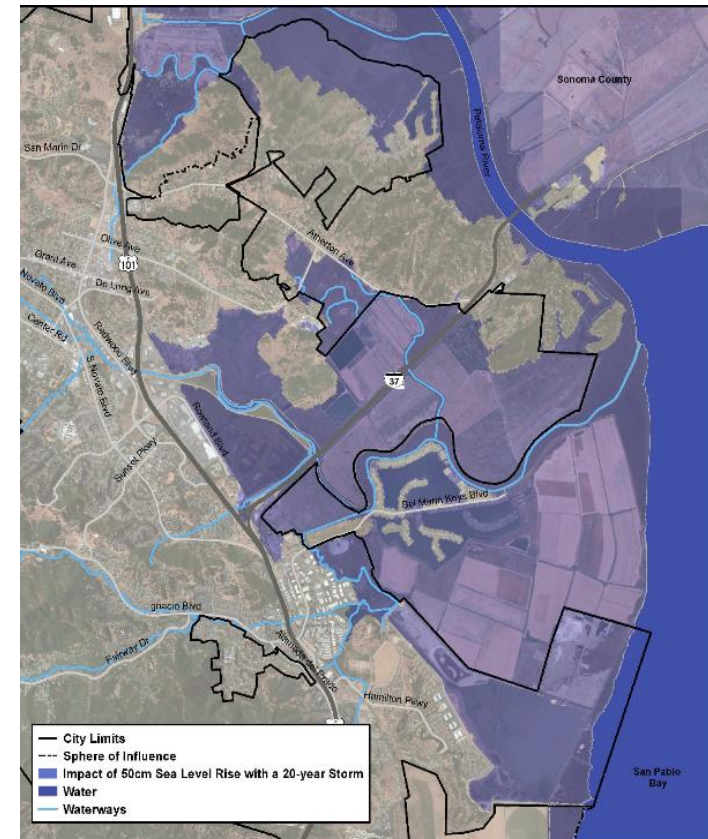 Sonoma County
Petaluma River
San Marin Dr
Atherton Ave
Olive Ave
101
Grant Ave
De Long Ave
Novato Blvd
Redwood Blvd
Center Rd
S Novato Blvd
37
Rowland Blvd
Sunset Pkwy
Bel Marin Keys Blvd
Ignacio Blvd
Fairway Dr
Alameda del Prado
Hamilton Pkwy
City Limits
Sphere of Influence
Impact of 50cm Sea Level Rise with a 20-year Storm
Water
Waterways
San Pablo
Bay